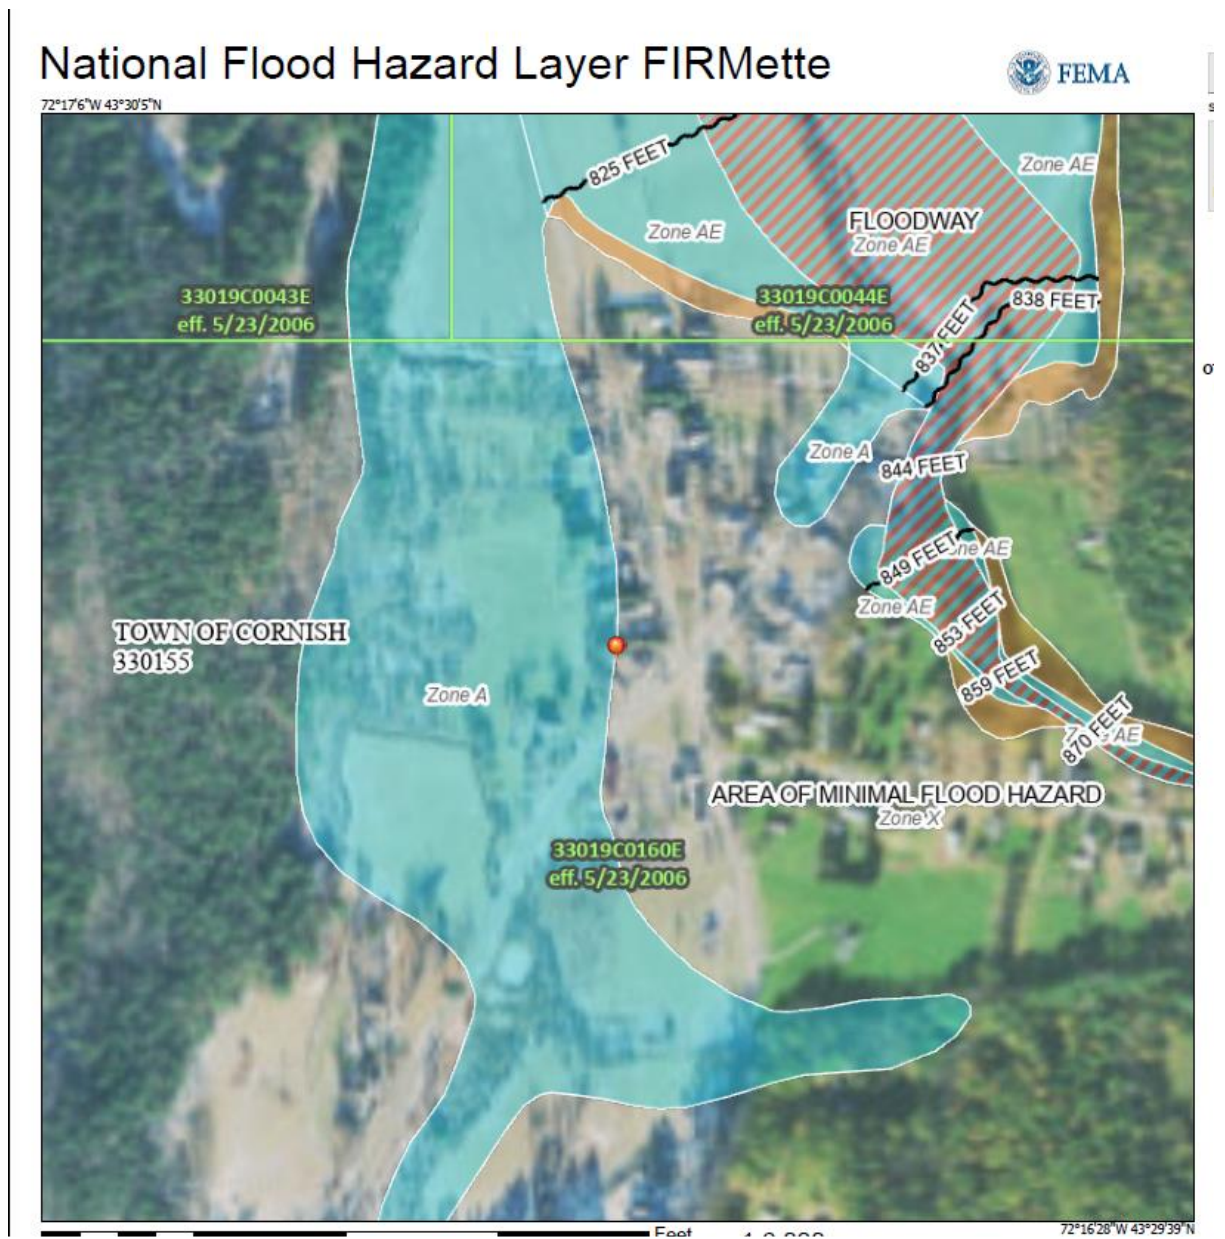 National Flood Hazard Layer FIRMette
FEMA
72°17'6"W 43°30'5"N
825 FEET
Zone AE
Zone AE
FLOODWAY
Zone AE
33019C0043E
eff. 5/23/2006
33019C0044E
eff. 5/23/2006
837 FEET
838 FEET
Zone A
844 FEET
849 FEET
ne AE
Zone AE
853 FEET
TOWN OF CORNISH
330155
859 FEET
Zone A
870 FEET
AE
AREA OF MINIMAL FLOOD HAZARD
Zone X
33019C0160E
eff. 5/23/2006
Feet
72°16'28"W 43°29'39"N